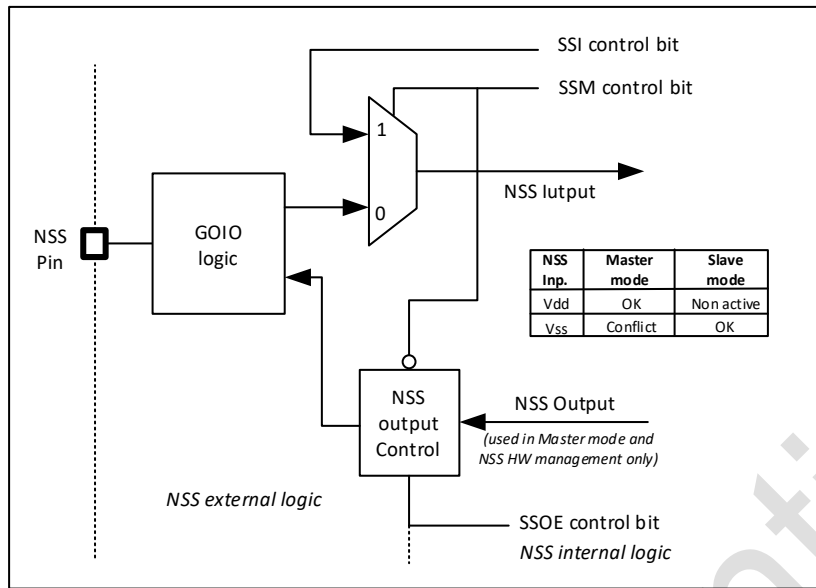 SSI control bit
SSM control bit
1
0
NSS Iutput
NSS
Pin
GOIO
logic
NSS
Inp.
Master
mode
Slave
mode
Vdd
OK
Non active
Vss
Conflict
OK
NSS
output
Control
NSS Output
(used in Master mode and
NSS HW management only)
NSS external logic
SSOE control bit
NSS internal logic